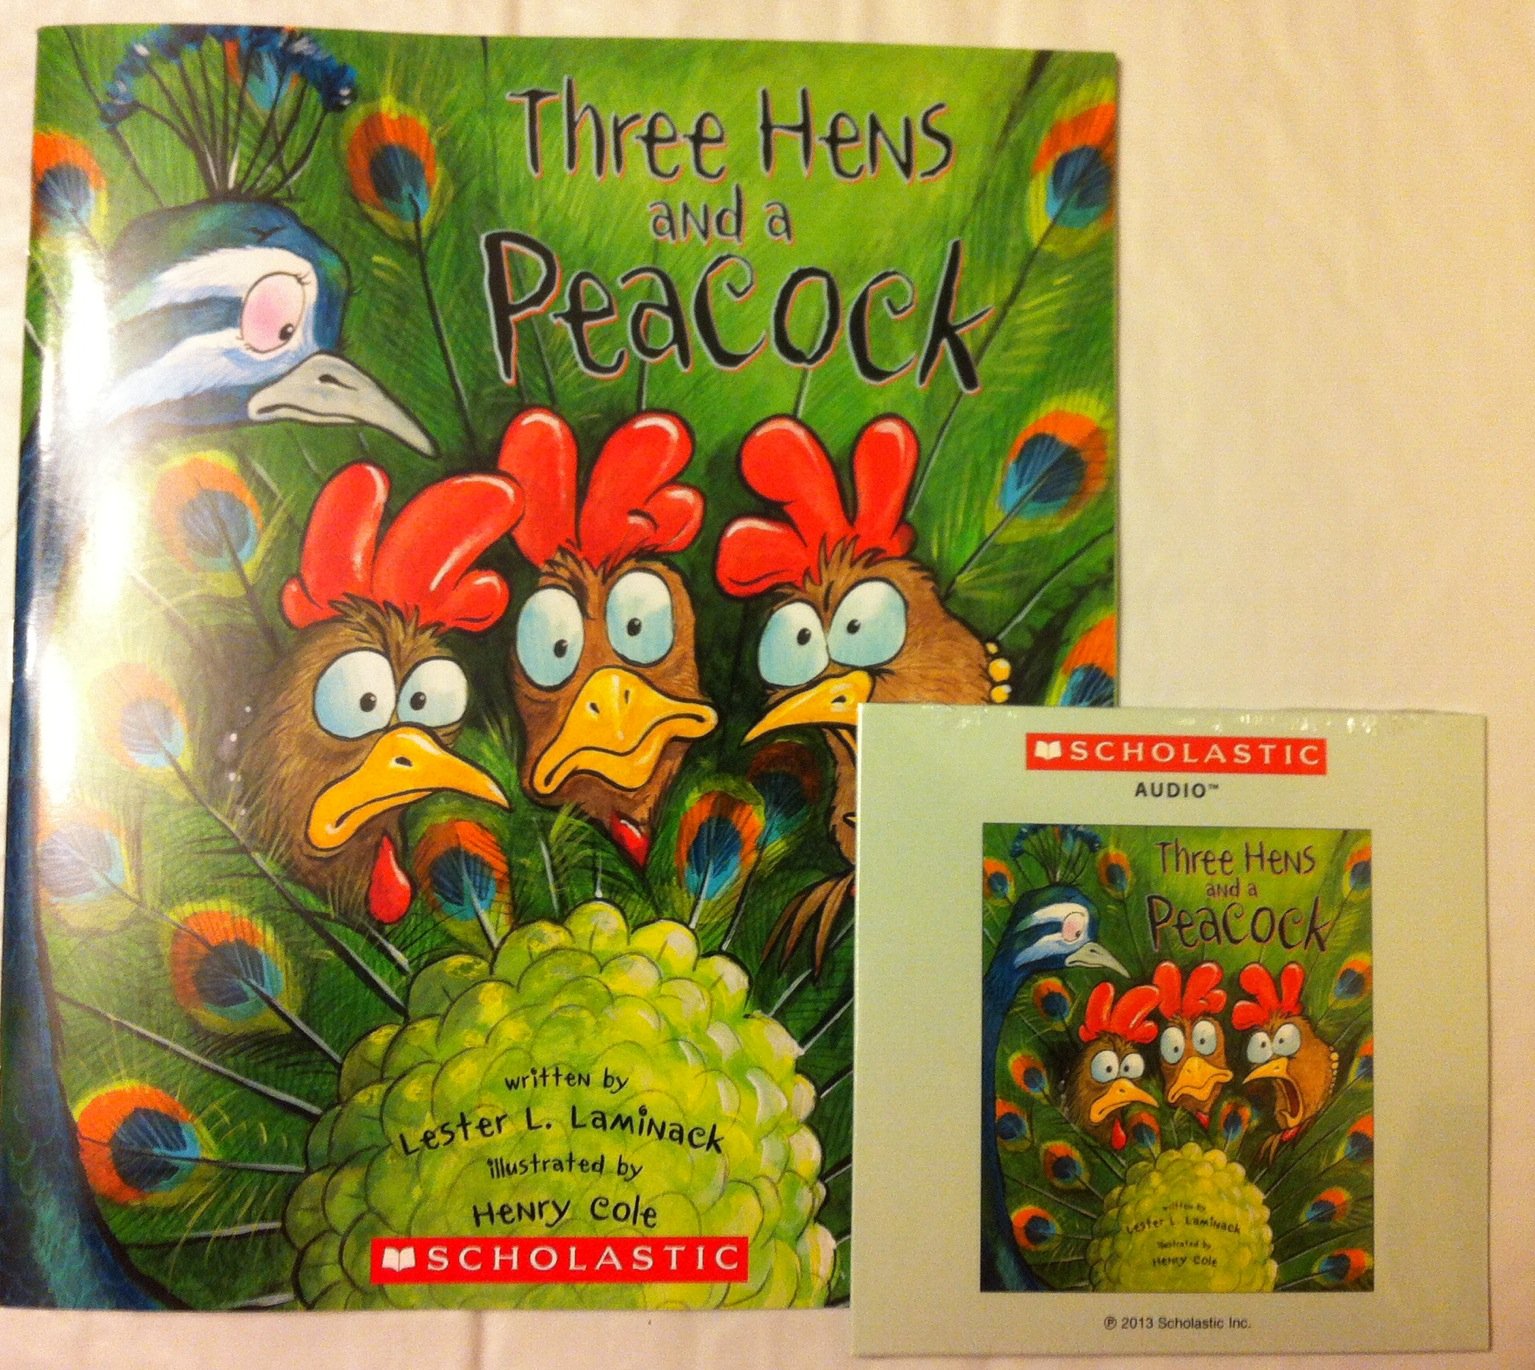 Three Hens
and a
Peacock
written by
Lester L. Laminack
illustrated by
Henry Cole
SCHOLASTIC
SCHOLASTIC
AUDIO™
Three Hens
and a
Peacock
written by
Lester L. Laminack
illustrated by
Henry Cole
℗ 2013 Scholastic Inc.